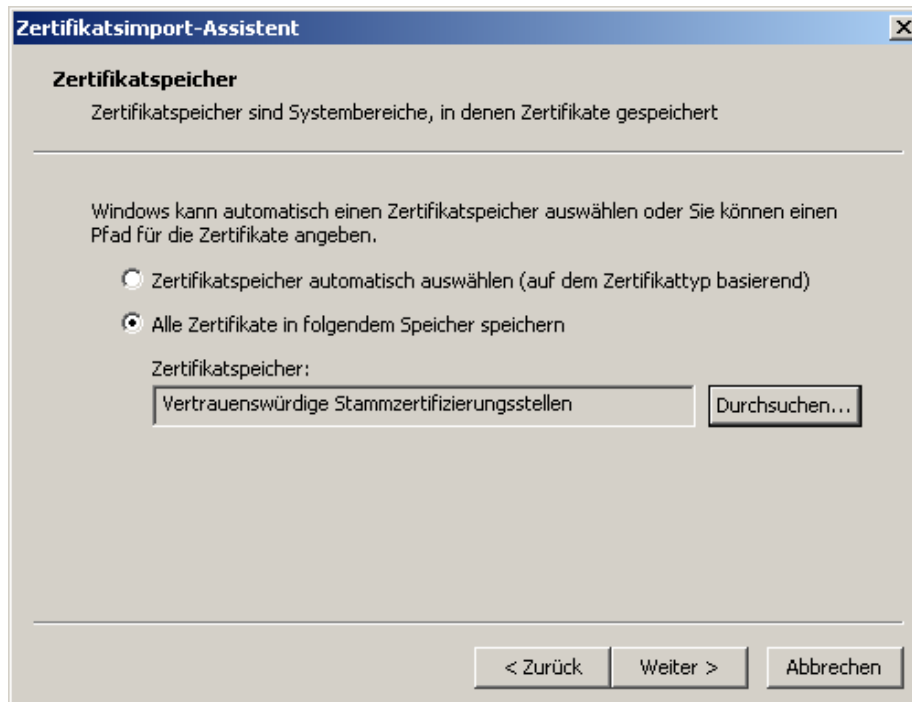 Zertifikatsimport-Assistent
Zertifikatspeicher
Zertifikatspeicher sind Systembereiche, in denen Zertifikate gespeichert
Windows kann automatisch einen Zertifikatspeicher auswählen oder Sie können einen
Pfad für die Zertifikate angeben.
Zertifikatspeicher automatisch auswählen (auf dem Zertifikattyp basierend)
Alle Zertifikate in folgendem Speicher speichern
Zertifikatspeicher:
Vertrauenswürdige Stammzertifizierungsstellen
Durchsuchen...
< Zurück
Weiter >
Abbrechen